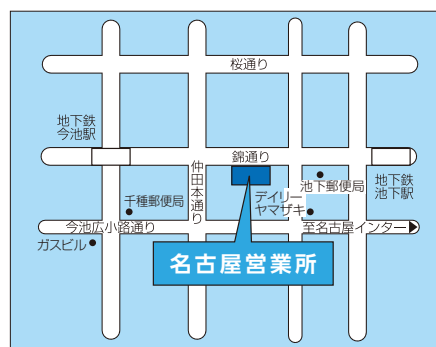 桜通り
地下鉄
今池駅
錦通り
仲田本通り
池下郵便局
地下鉄
池下駅
千種郵便局
デイリー
ヤマザキ
今池広小路通り
至名古屋インター
ガスビル
名古屋営業所